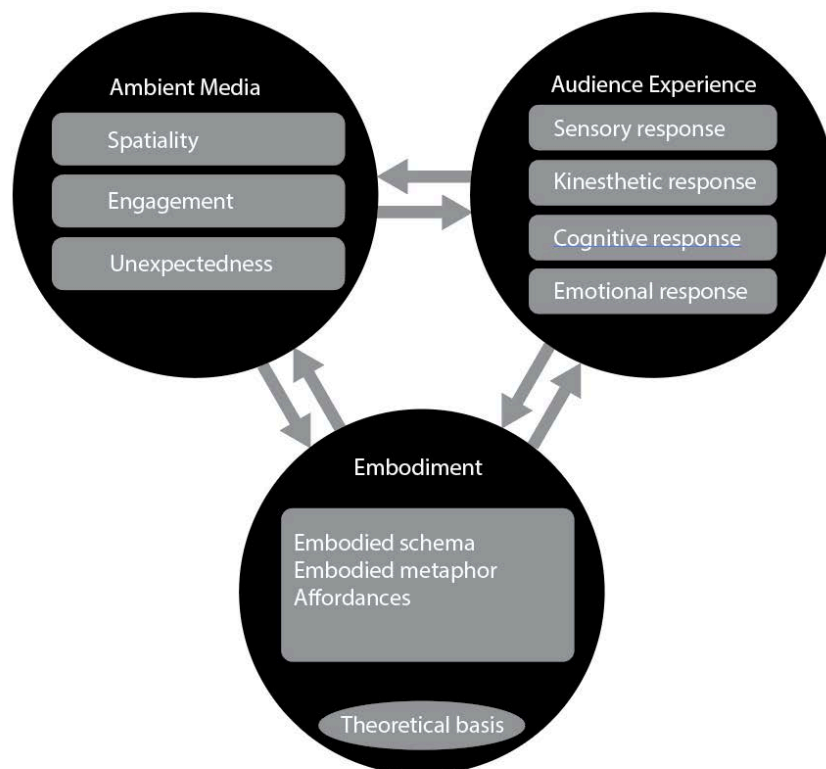 Ambient Media
Spatiality
Engagement
Unexpectedness
Audience Experience
Sensory response
Kinesthetic response
Cognitive response
Emotional response
Embodiment
Embodied schema
Embodied metaphor
Affordances
Theoretical basis